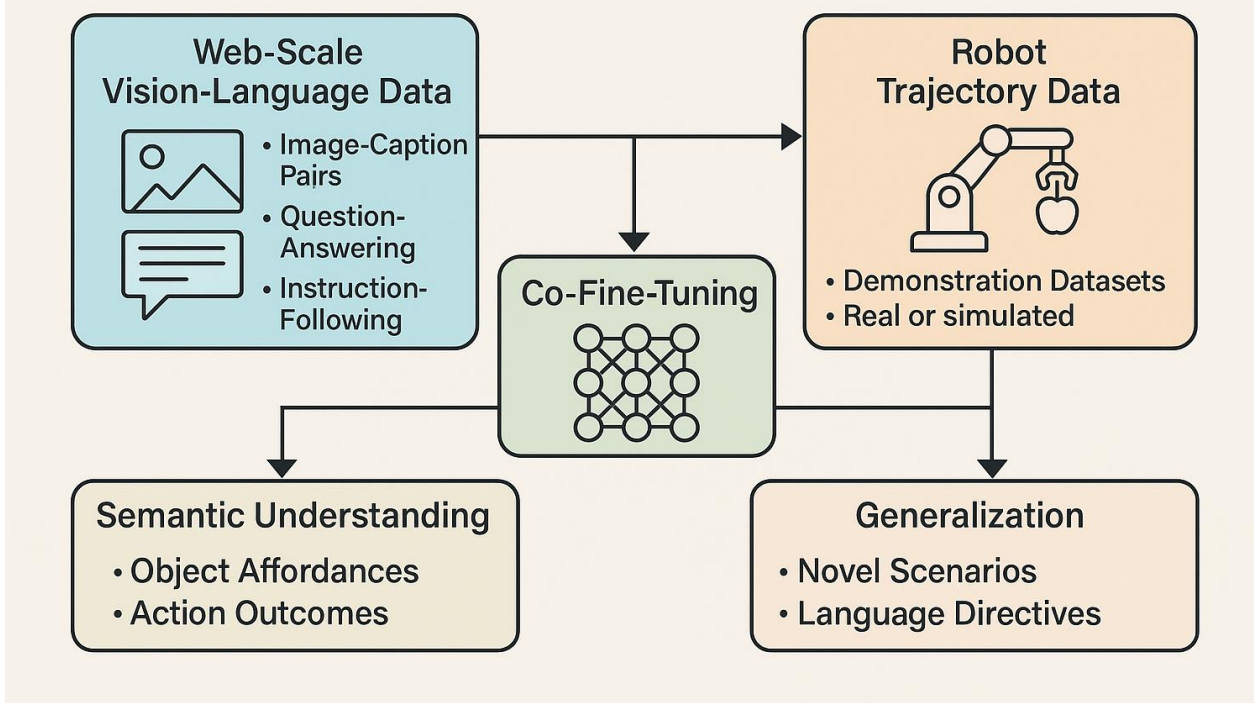 Web-Scale
Vision-Language Data
• Image-Caption
Pairs
• Question-
Answering
• Instruction-
Following
Robot
Trajectory Data
• Demonstration Datasets
• Real or simulated
Co-Fine-Tuning
Semantic Understanding
• Object Affordances
• Action Outcomes
Generalization
• Novel Scenarios
• Language Directives